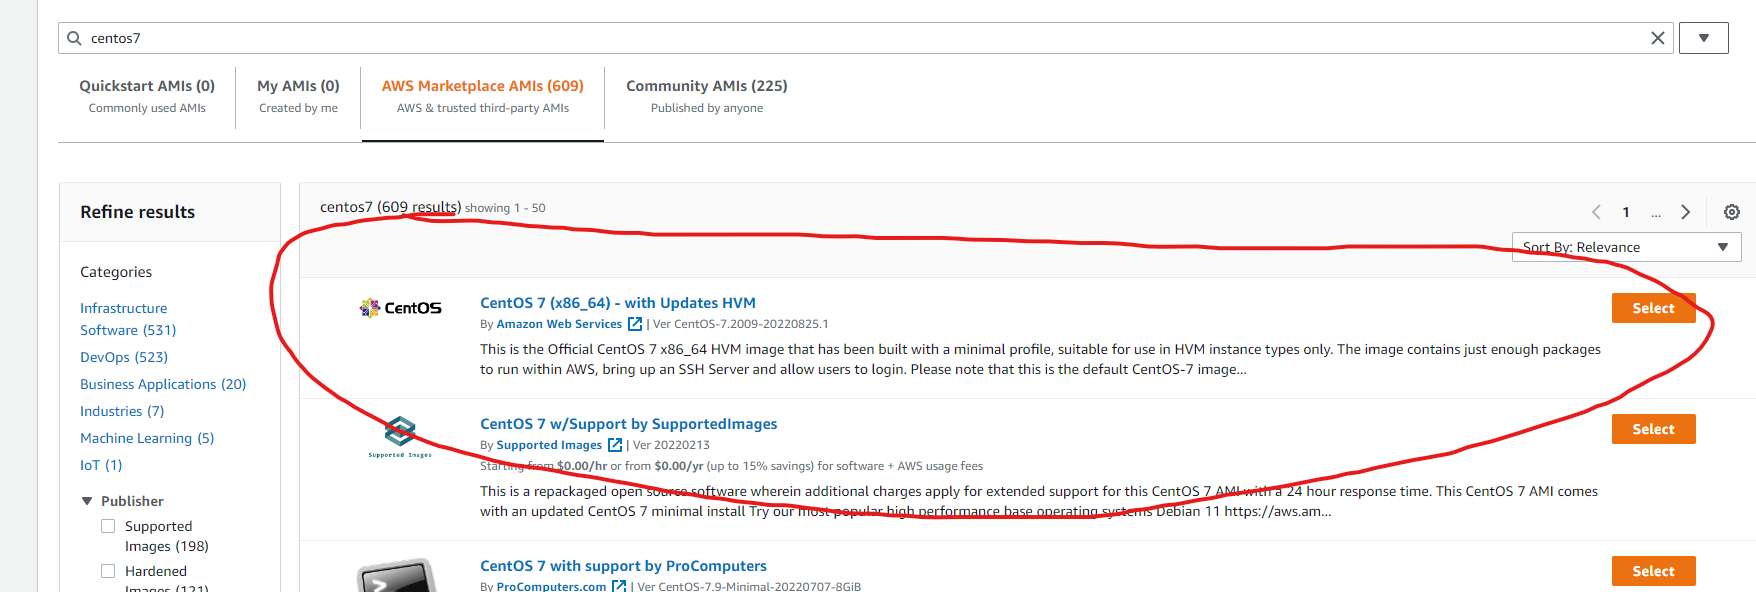 centos7
Quickstart AMIs (0)
Commonly used AMIs
My AMIs (0)
Created by me
AWS Marketplace AMIs (609)
AWS & trusted third-party AMIs
Community AMIs (225)
Published by anyone
Refine results
Categories
Infrastructure
Software (531)
DevOps (523)
Business Applications (20)
Industries (7)
Machine Learning (5)
IoT (1)
Publisher
Supported
Images (198)
Hardened
Images (121)
centos7 (609 results) showing 1 - 50
1 ...
Sort By: Relevance
CentOS
CentOS 7 (x86_64) - with Updates HVM
By Amazon Web Services | Ver CentOS-7.2009-20220825.1
This is the Official CentOS 7 x86_64 HVM image that has been built with a minimal profile, suitable for use in HVM instance types only. The image contains just enough packages
to run within AWS, bring up an SSH Server and allow users to login. Please note that this is the default CentOS-7 image...
Select
Supported Images
CentOS 7 w/Support by SupportedImages
By Supported Images | Ver 20220213
Starting from $0.00/hr or from $0.00/yr (up to 15% savings) for software + AWS usage fees
This is a repackaged open source software wherein additional charges apply for extended support for this CentOS 7 AMI with a 24 hour response time. This CentOS 7 AMI comes
with an updated CentOS 7 minimal install Try our most popular high performance base operating systems Debian 11 https://aws.am...
Select
CentOS 7 with support by ProComputers
By ProComputers.com | Ver CentOS-7.9-Minimal-20220707-8GiB
Select